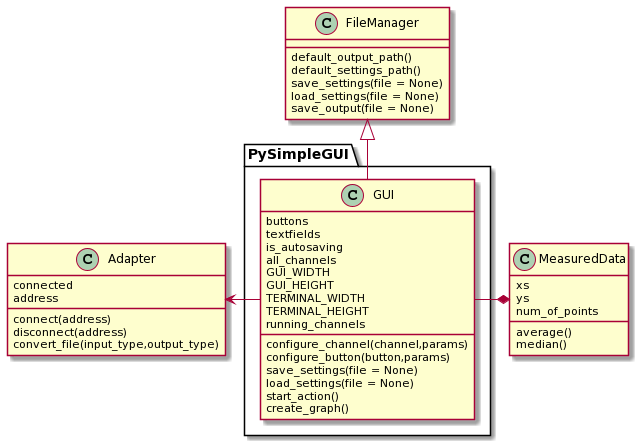 C FileManager
default_output_path()
default_settings_path()
save_settings(file = None)
load_settings(file = None)
save_output(file = None)
PySimpleGUI
C GUI
buttons
textfields
is_autosaving
all_channels
GUI_WIDTH
GUI_HEIGHT
TERMINAL_WIDTH
TERMINAL_HEIGHT
running_channels
configure_channel(channel,params)
configure_button(button,params)
save_settings(file = None)
load_settings(file = None)
start_action()
create_graph()
C Adapter
connected
address
connect(address)
disconnect(address)
convert_file(input_type,output_type)
C MeasuredData
xs
ys
num_of_points
average()
median()